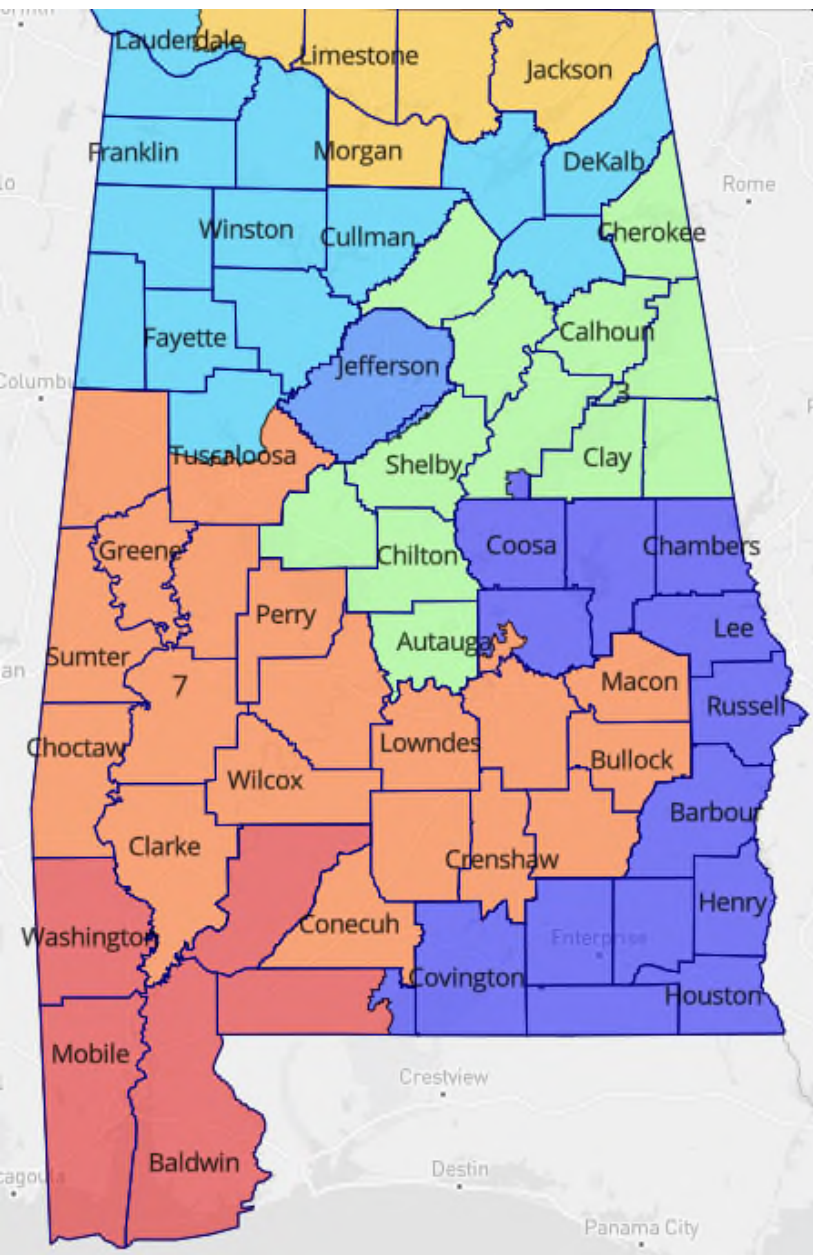 Lauderdale
Limestone
Jackson
Franklin
Morgan
DeKalb
Rome
Winston
Cullman
Cherokee
Fayette
Calhoun
Jefferson
Columbu
3
Tuscaloosa
Shelby
Clay
Greene
Chilton
Coosa
Chambers
Perry
Autauga
Lee
Sumter
7
Macon
Russell
Choctaw
Lowndes
Bullock
Wilcox
Barbour
Clarke
Crenshaw
Washington
Conecuh
Enterprise
Henry
Covington
Houston
Mobile
Crestview
Baldwin
Destin
Panama City